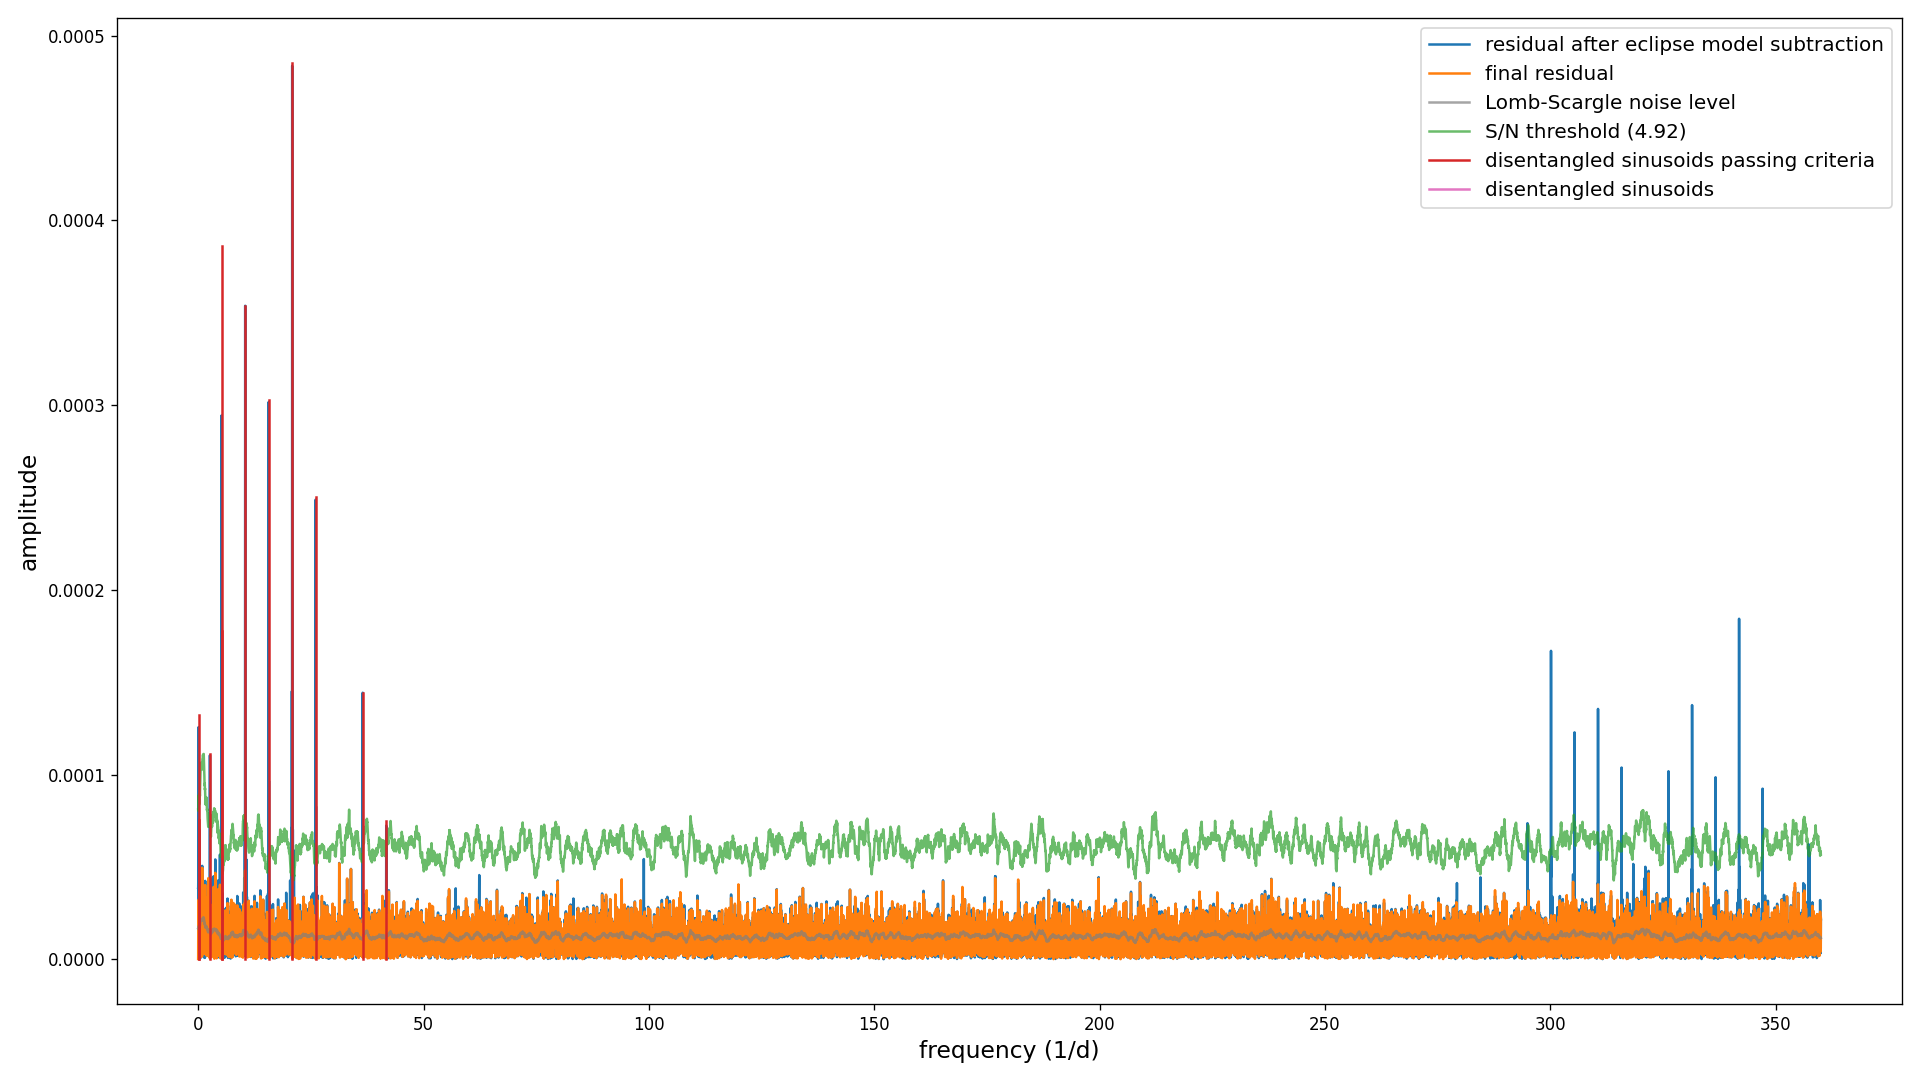 0.0005
0.0004
0.0003
0.0002
0.0001
0.0000
amplitude
0
50
100
150
200
250
300
350
frequency (1/d)
residual after eclipse model subtraction
final residual
Lomb-Scargle noise level
S/N threshold (4.92)
disentangled sinusoids passing criteria
disentangled sinusoids